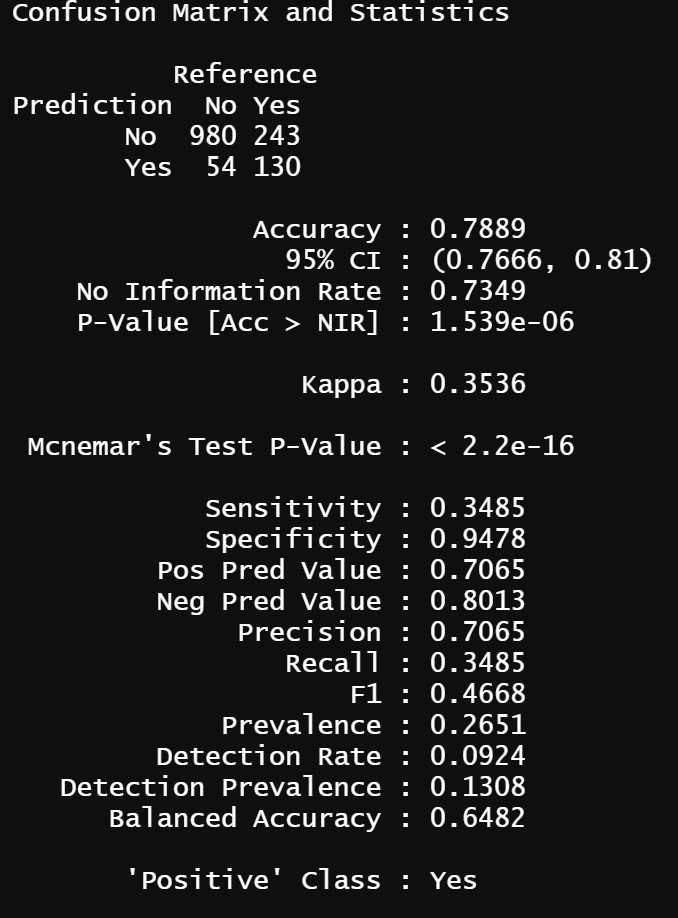 Confusion Matrix and Statistics
Reference
Prediction No Yes
No 980 243
Yes 54 130
Accuracy : 0.7889
95% CI : (0.7666, 0.81)
No Information Rate : 0.7349
P-Value [Acc > NIR] : 1.539e-06
Kappa : 0.3536
Mcnemar's Test P-Value : < 2.2e-16
Sensitivity : 0.3485
Specificity : 0.9478
Pos Pred Value : 0.7065
Neg Pred Value : 0.8013
Precision : 0.7065
Recall : 0.3485
F1 : 0.4668
Prevalence : 0.2651
Detection Rate : 0.0924
Detection Prevalence : 0.1308
Balanced Accuracy : 0.6482
'Positive' Class : Yes